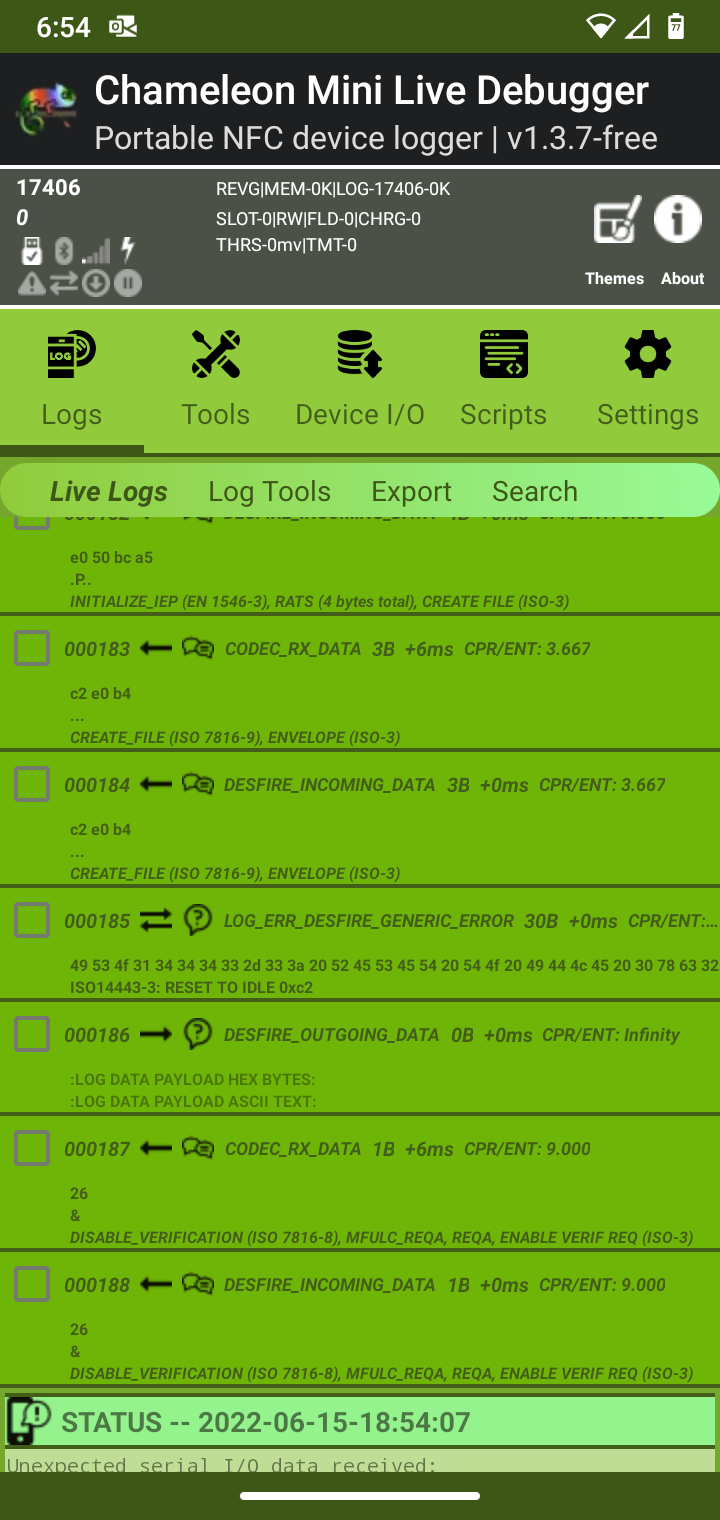 6:54
77
Chameleon Mini Live Debugger
Portable NFC device logger | v1.3.7-free
17406
0
REVG|MEM-0K|LOG-17406-0K
SLOT-0|RW|FLD-0|CHRG-0
THRS-0mv|TMT-0
Themes About
LOG
Logs Tools Device I/O Scripts Settings
Live Logs Log Tools Export Search
e0 50 bc a5
.P..
INITIALIZE_IEP (EN 1546-3), RATS (4 bytes total), CREATE FILE (ISO-3)
000183 CODEC_RX_DATA 3B +6ms CPR/ENT: 3.667
c2 e0 b4
...
CREATE_FILE (ISO 7816-9), ENVELOPE (ISO-3)
000184 DESFIRE_INCOMING_DATA 3B +0ms CPR/ENT: 3.667
c2 e0 b4
...
CREATE_FILE (ISO 7816-9), ENVELOPE (ISO-3)
000185 LOG_ERR_DESFIRE_GENERIC_ERROR 30B +0ms CPR/ENT:...
49 53 4f 31 34 34 34 33 2d 33 3a 20 52 45 53 45 54 20 54 4f 20 49 44 4c 45 20 30 78 63 32
ISO14443-3: RESET TO IDLE 0xc2
000186 DESFIRE_OUTGOING_DATA 0B +0ms CPR/ENT: Infinity
:LOG DATA PAYLOAD HEX BYTES:
:LOG DATA PAYLOAD ASCII TEXT:
000187 CODEC_RX_DATA 1B +6ms CPR/ENT: 9.000
26
&
DISABLE_VERIFICATION (ISO 7816-8), MFULC_REQA, REQA, ENABLE VERIF REQ (ISO-3)
000188 DESFIRE_INCOMING_DATA 1B +0ms CPR/ENT: 9.000
26
&
DISABLE_VERIFICATION (ISO 7816-8), MFULC_REQA, REQA, ENABLE VERIF REQ (ISO-3)
STATUS -- 2022-06-15-18:54:07
Unexpected serial I/O data received: